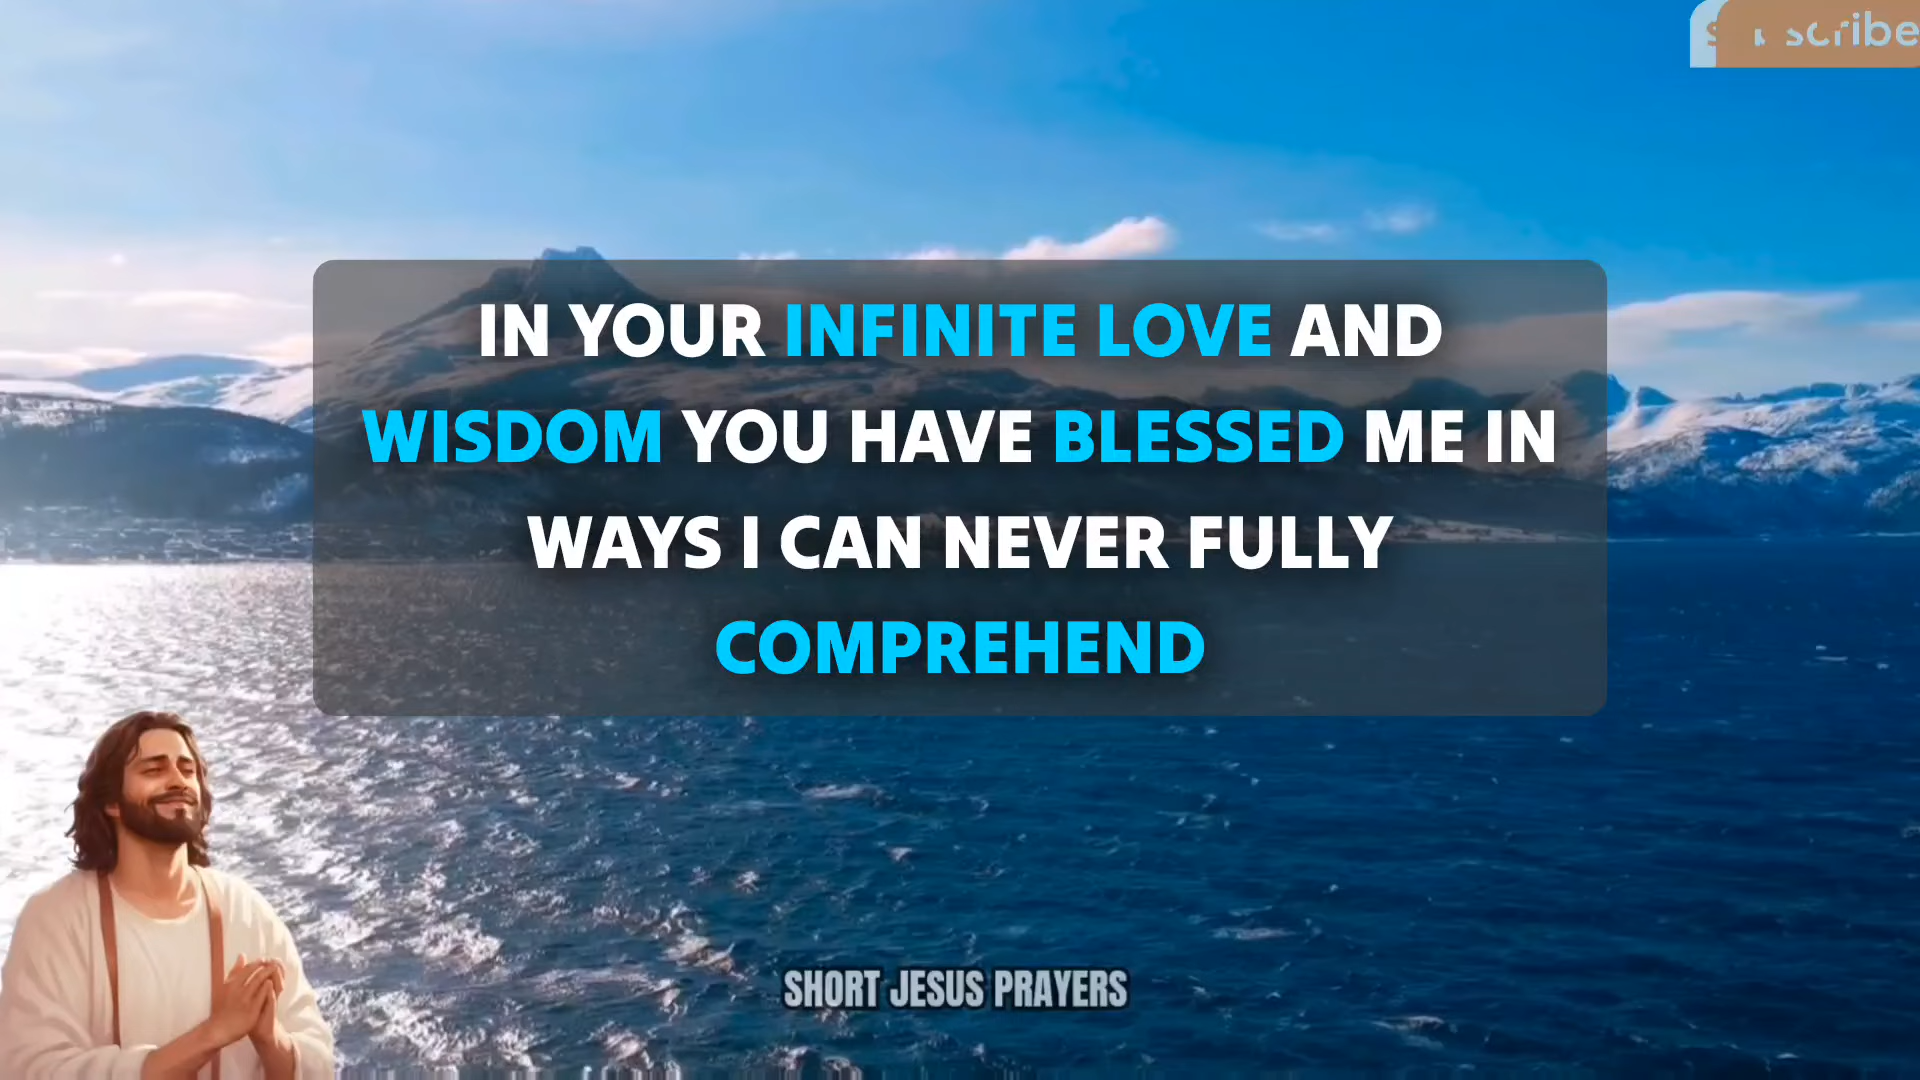 scribe
IN YOUR INFINITE LOVE AND
WISDOM YOU HAVE BLESSED ME IN
WAYS I CAN NEVER FULLY
COMPREHEND
SHORT JESUS PRAYERS